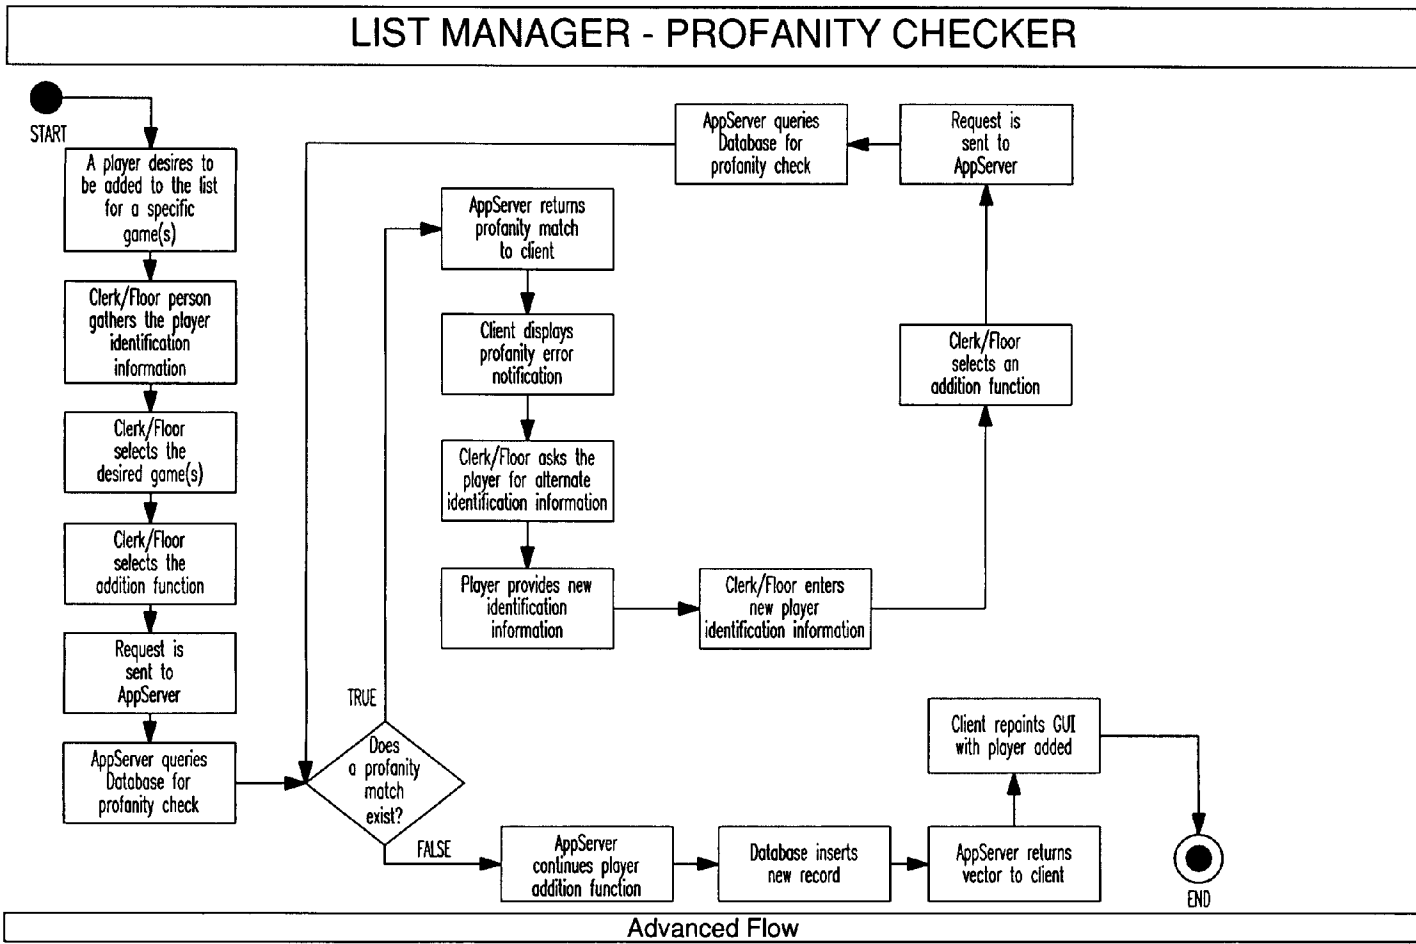 LIST MANAGER - PROFANITY CHECKER
START
A player desires to
be added to the list
for a specific
game(s)
Clerk/Floor person
gathers the player
identification
information
Clerk/Floor
selects the
desired game(s)
Clerk/Floor
selects the
addition function
Request is
sent to
AppServer
AppServer queries
Database for
profanity check
Does
a profanity
match
exist?
TRUE
AppServer returns
profanity match
to client
Client displays
profanity error
notification
Clerk/Floor asks the
player for alternate
identification information
Player provides new
identification
information
Clerk/Floor enters
new player
identification information
Clerk/Floor
selects an
addition function
Request is
sent to
AppServer
AppServer queries
Database for
profanity check
FALSE
AppServer
continues player
addition function
Database inserts
new record
AppServer returns
vector to client
Client repaints GUI
with player added
END
Advanced Flow